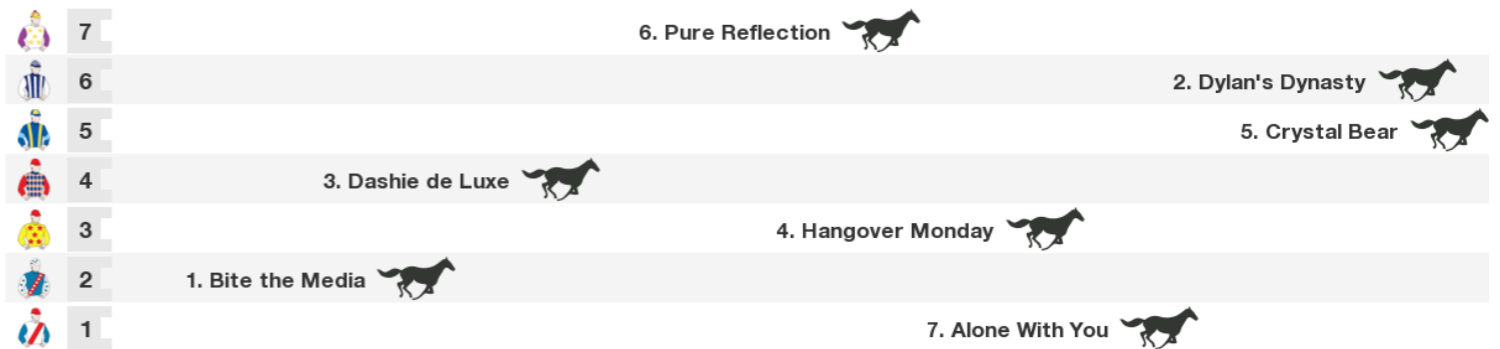 7 6. Pure Reflection
6 2. Dylan's Dynasty
5 5. Crystal Bear
4 3. Dashie de Luxe
3 4. Hangover Monday
2 1. Bite the Media
1 7. Alone With You